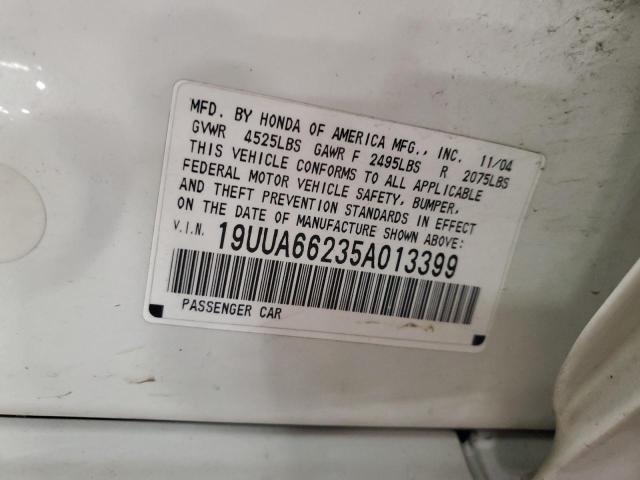 MFD. BY HONDA OF AMERICA MFG., INC. 11/04
GVWR 4525LBS GAWR F 2495LBS R 2075LBS
THIS VEHICLE CONFORMS TO ALL APPLICABLE
FEDERAL MOTOR VEHICLE SAFETY, BUMPER,
AND THEFT PREVENTION STANDARDS IN EFFECT
ON THE DATE OF MANUFACTURE SHOWN ABOVE:
V.I.N. 19UUA66235A013399
PASSENGER CAR